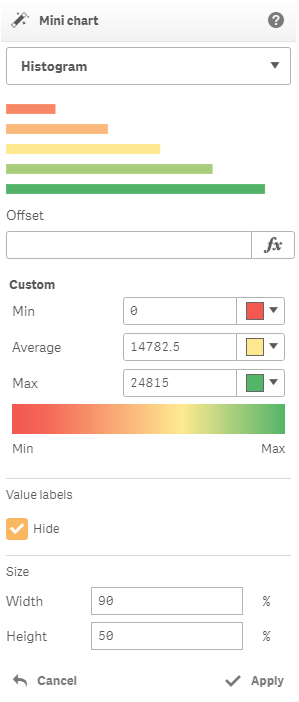 Mini chart ?
Histogram
Offset
fx
Custom
Min 0
Average 14782.5
Max 24815
Min Max
Value labels
Hide
Size
Width 90 %
Height 50 %
Cancel Apply